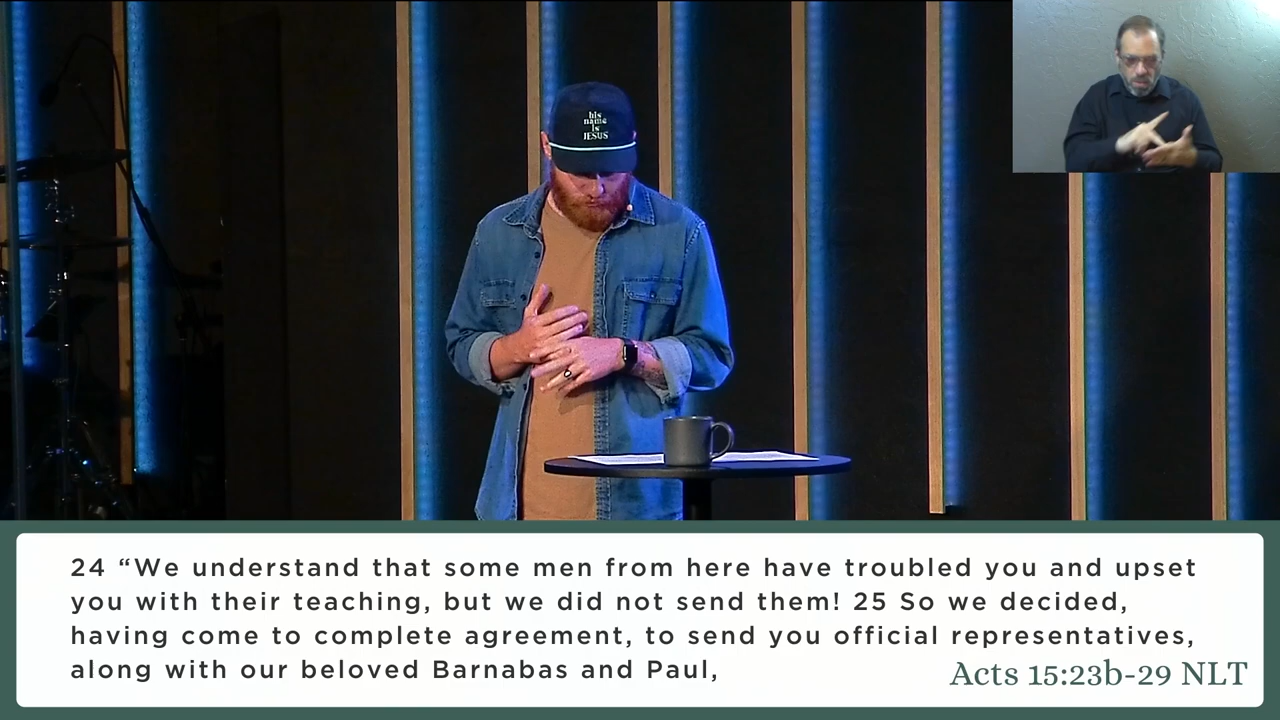 his
name
is
JESUS
24 “We understand that some men from here have troubled you and upset
you with their teaching, but we did not send them! 25 So we decided,
having come to complete agreement, to send you official representatives,
along with our beloved Barnabas and Paul,
Acts 15:23b-29 NLT